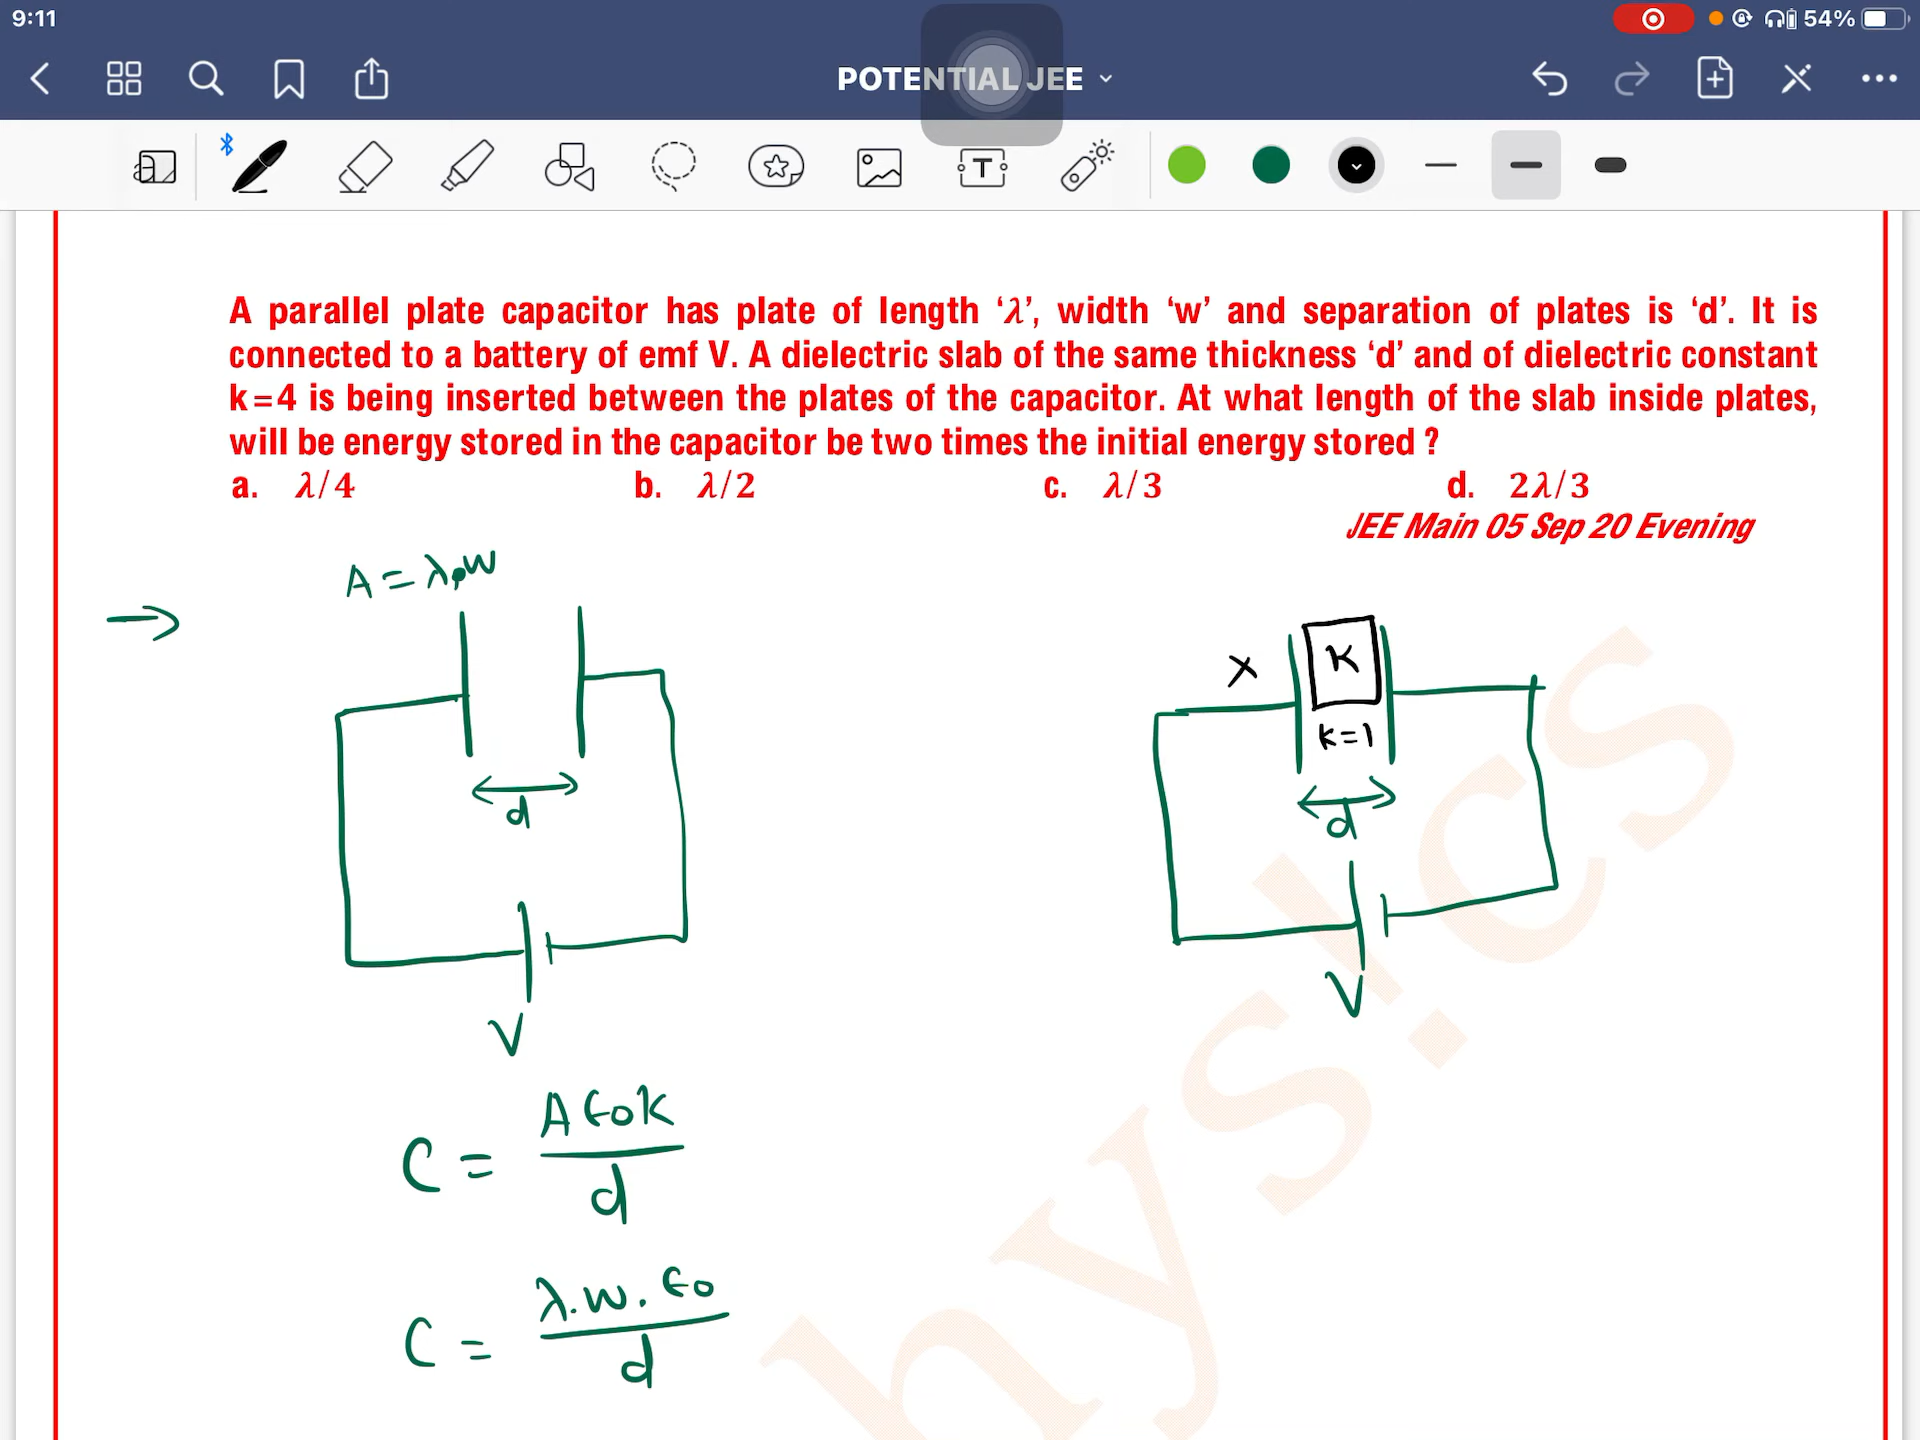 9:11
54%
POTENTIAL JEE
T
A parallel plate capacitor has plate of length ‘λ’, width ‘w’ and separation of plates is ‘d’. It is
connected to a battery of emf V. A dielectric slab of the same thickness ‘d’ and of dielectric constant
k=4 is being inserted between the plates of the capacitor. At what length of the slab inside plates,
will be energy stored in the capacitor be two times the initial energy stored ?
a. λ/4 b. λ/2 c. λ/3 d. 2λ/3
JEE Main 05 Sep 20 Evening
A = λ.w
x K
k=1
d
d
V
V
C = A ϵ0 k / d
C = λ.w.ϵ0 / d
hys!cs